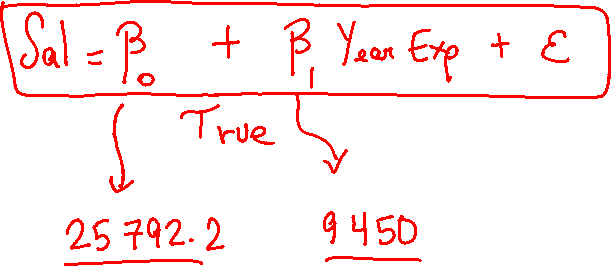 Sal = β₀ + β₁ Year Exp + ε
True
25792.2 9450